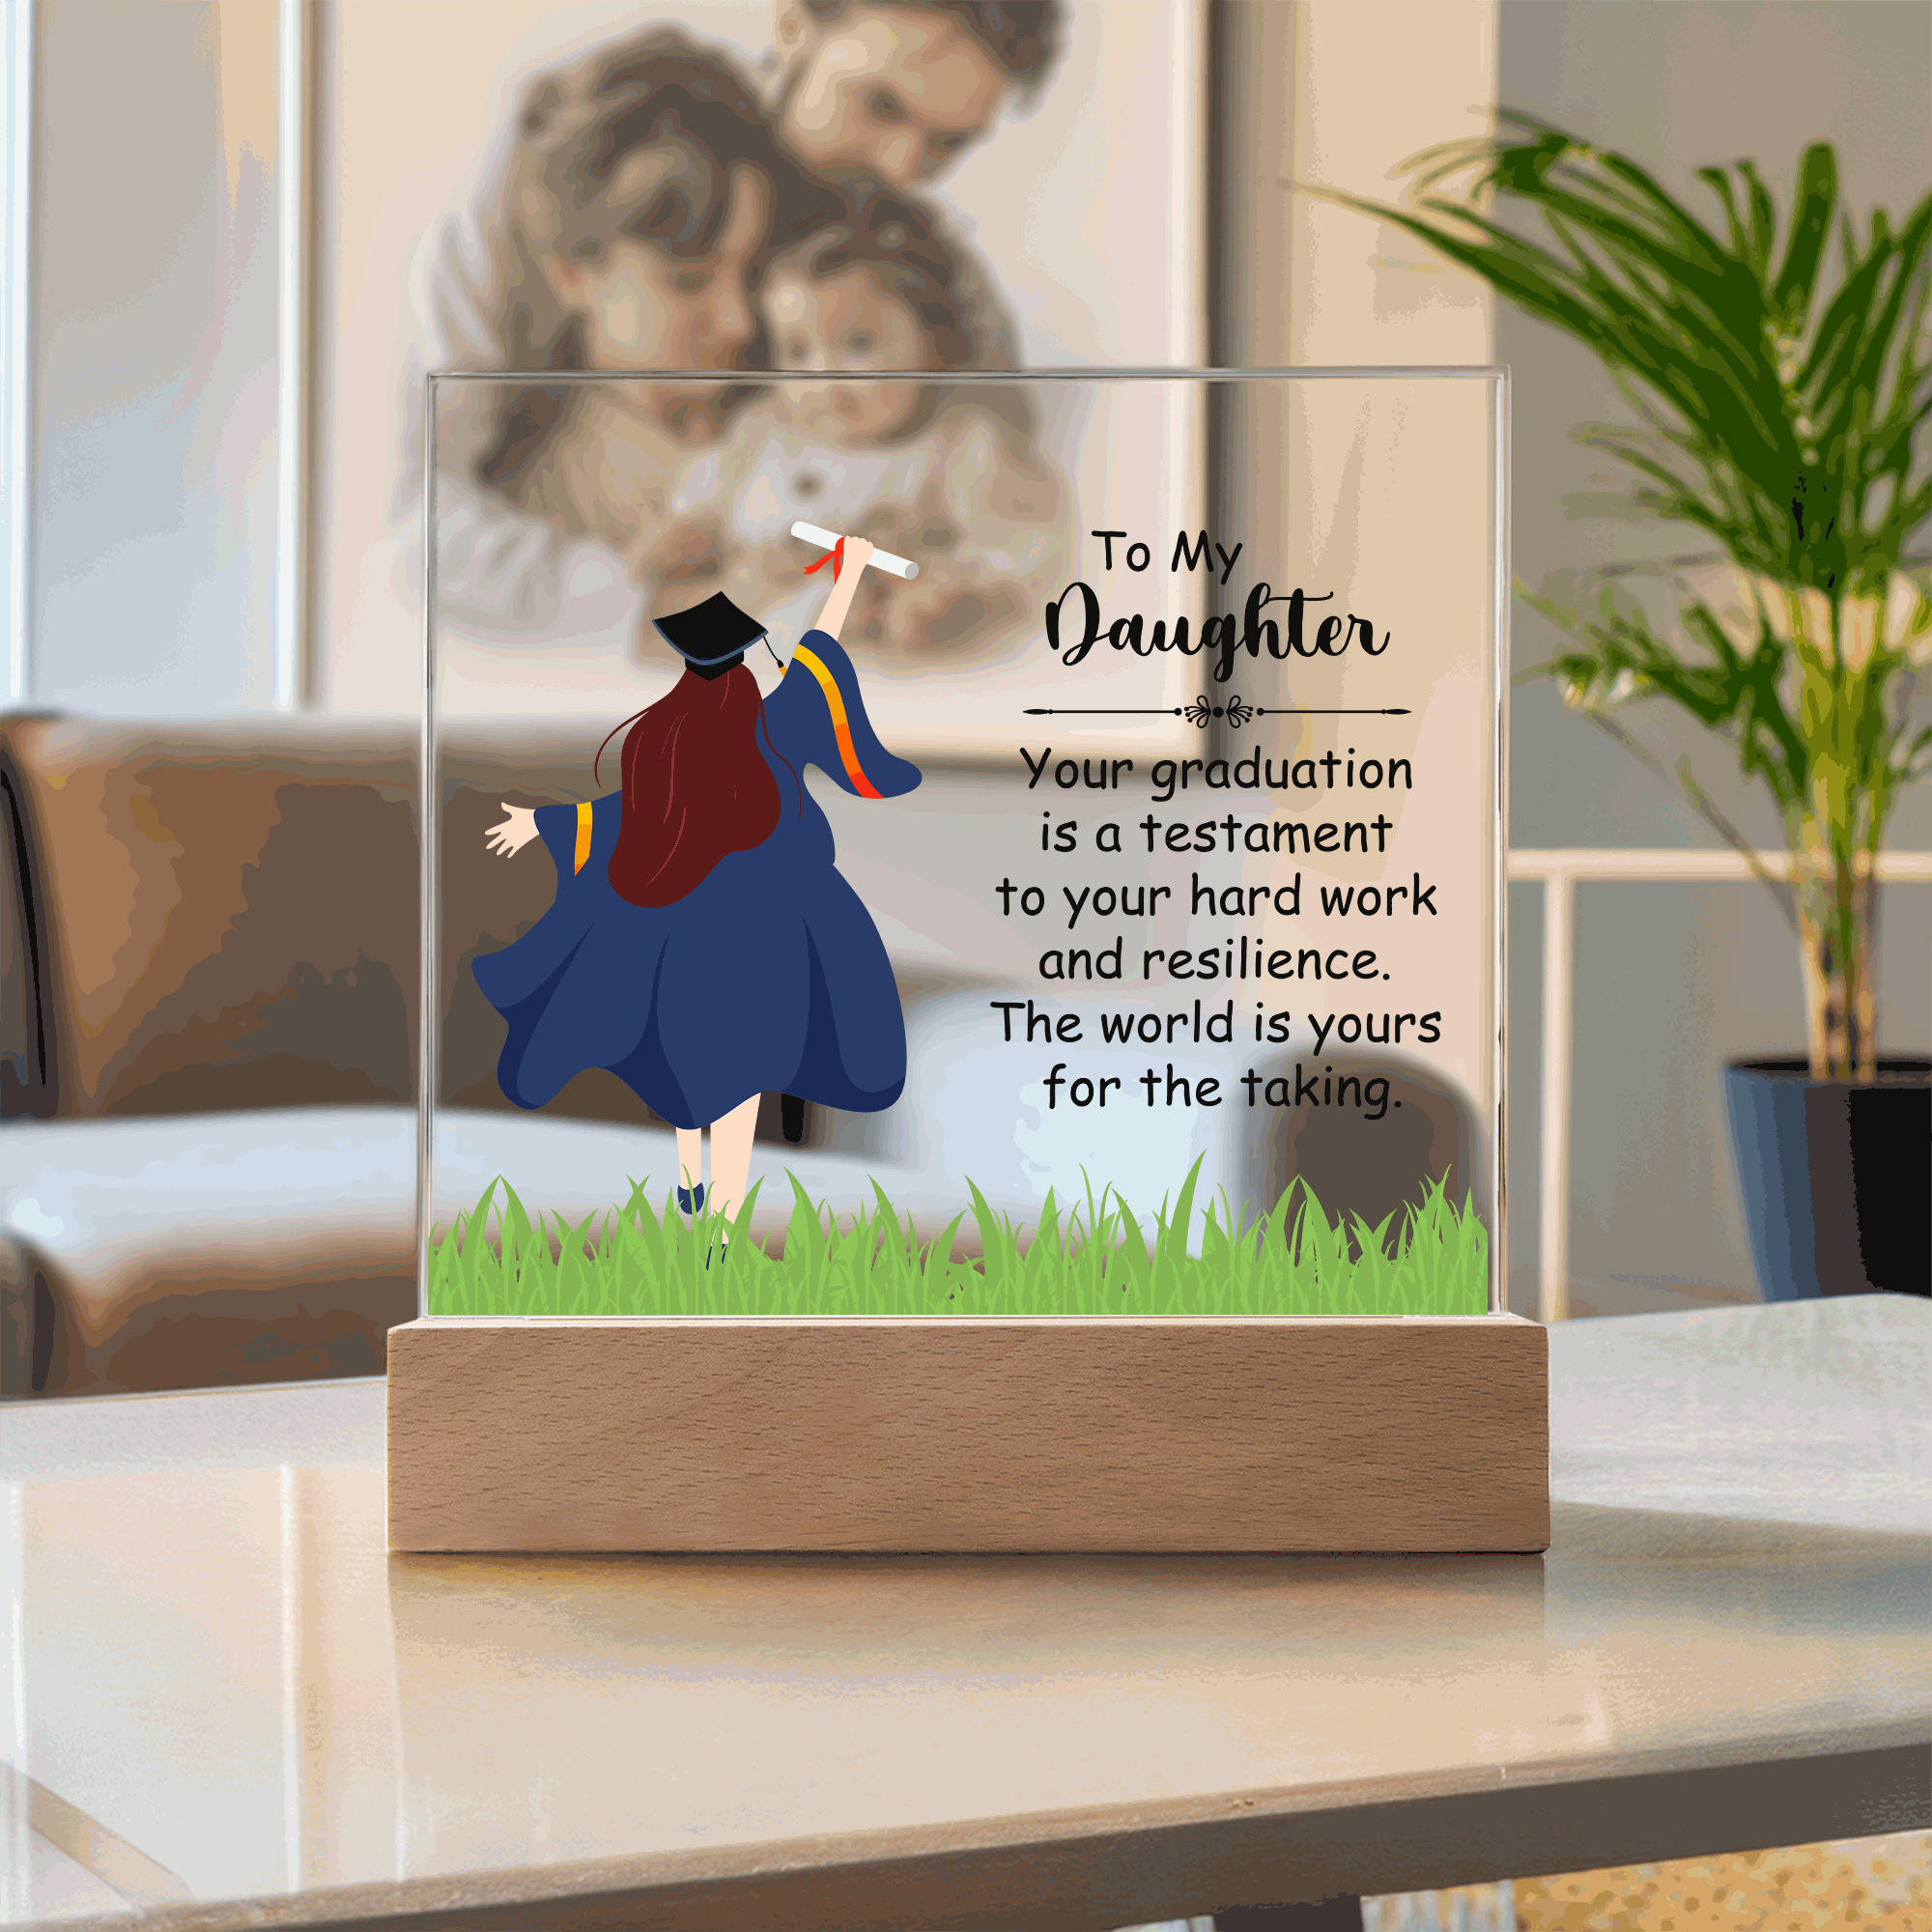 To My
Daughter
Your graduation
is a testament
to your hard work
and resilience.
The world is yours
for the taking.